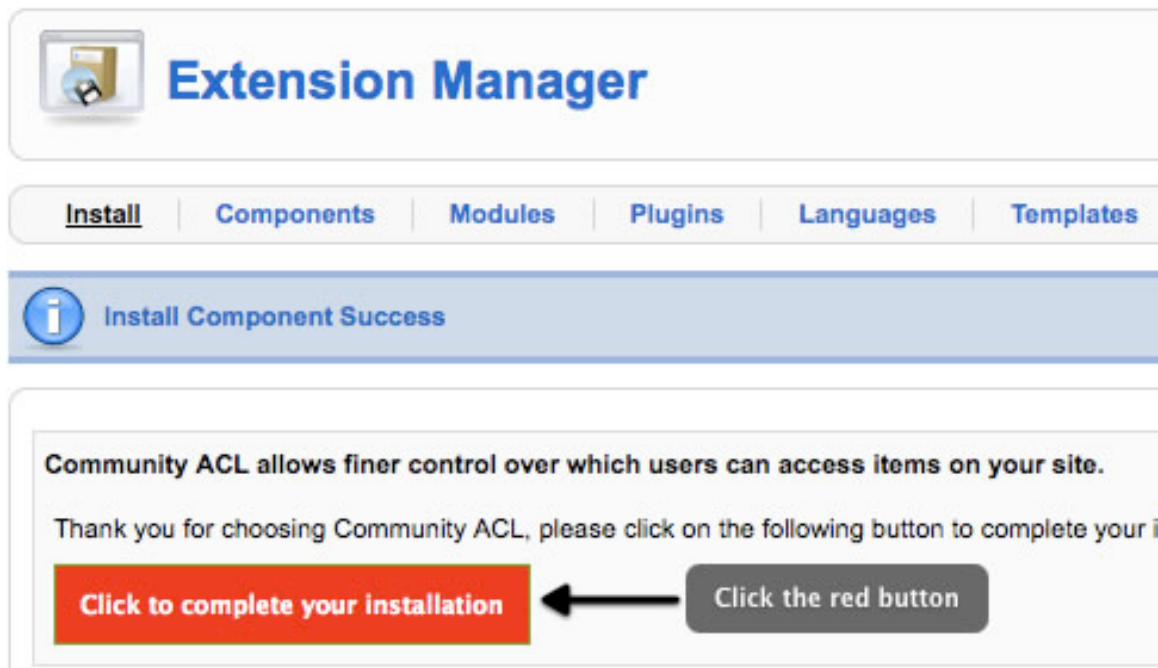 Extension Manager
Install Components Modules Plugins Languages Templates
Install Component Success
Community ACL allows finer control over which users can access items on your site.
Thank you for choosing Community ACL, please click on the following button to complete your
Click to complete your installation
Click the red button